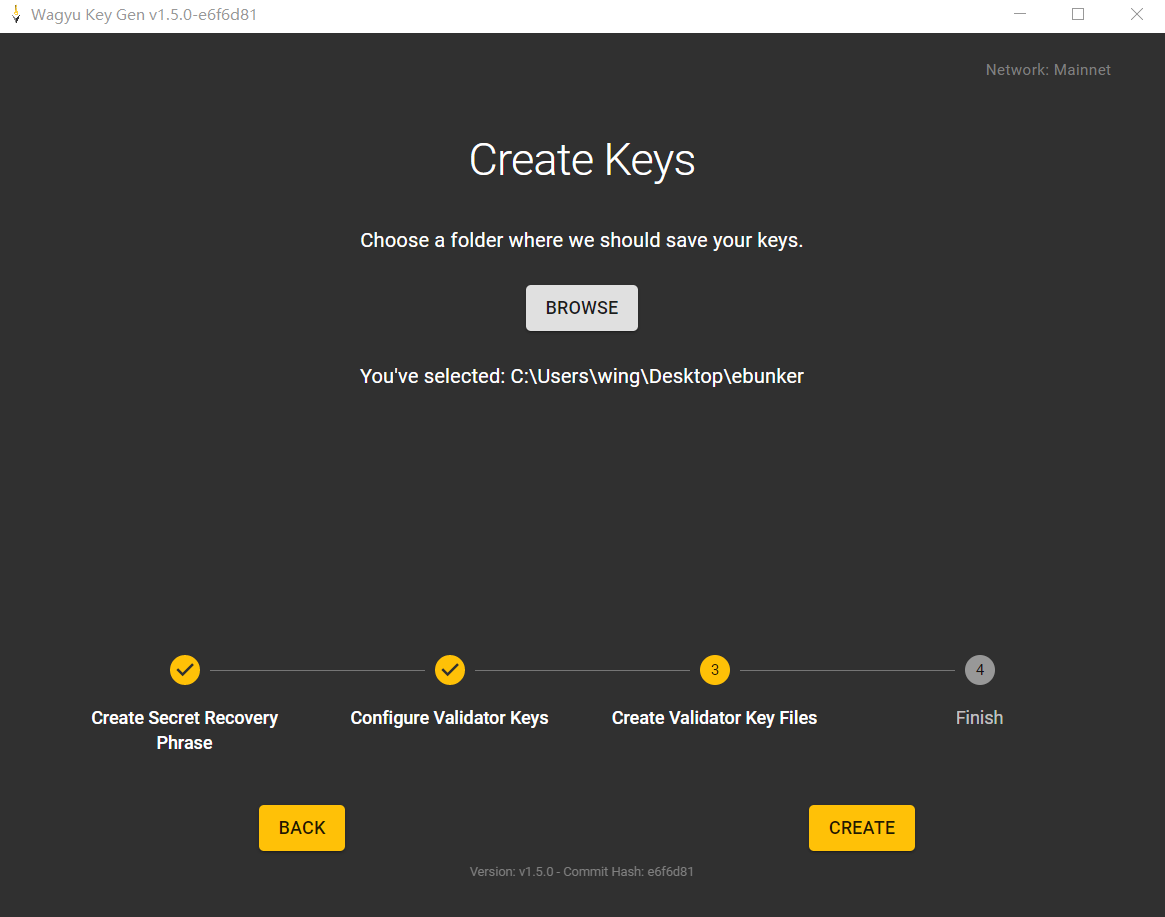 Wagyu Key Gen v1.5.0-e6f6d81
Network: Mainnet
Create Keys
Choose a folder where we should save your keys.
BROWSE
You've selected: C:\Users\wing\Desktop\ebunker
3
4
Create Secret Recovery
Phrase
Configure Validator Keys
Create Validator Key Files
Finish
BACK
CREATE
Version: v1.5.0 - Commit Hash: e6f6d81